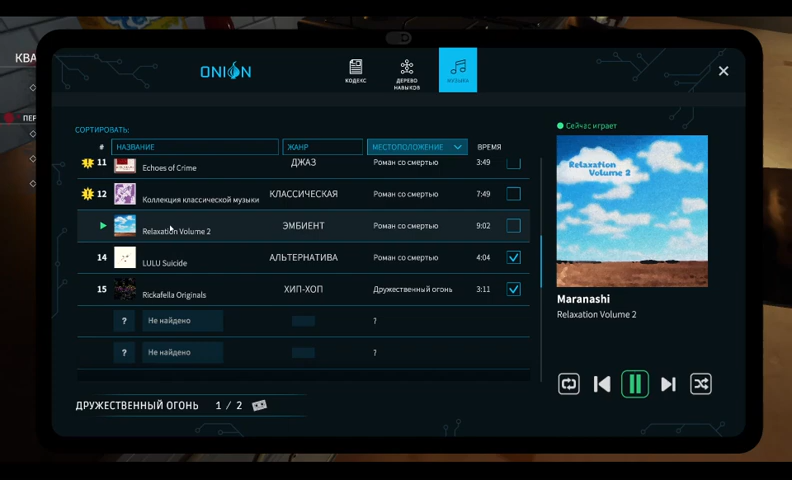 КВА
ПЕР
ONION
КОДЕКС
ДЕРЕВО
НАВЫКОВ
МУЗЫКА
СОРТИРОВАТЬ:
# НАЗВАНИЕ ЖАНР МЕСТОПОЛОЖЕНИЕ ВРЕМЯ
11 Echoes of Crime ДЖАЗ Роман со смертью 3:49
12 Коллекция классической музыки КЛАССИЧЕСКАЯ Роман со смертью 7:49
Relaxation Volume 2 ЭМБИЕНТ Роман со смертью 9:02
14 LULU Suicide АЛЬТЕРНАТИВА Роман со смертью 4:04
15 Rickafella Originals ХИП-ХОП Дружественный огонь 3:11
? Не найдено ?
? Не найдено ?
ДРУЖЕСТВЕННЫЙ ОГОНЬ 1 / 2
Сейчас играет
Relaxation
Volume 2
Maranashi
Relaxation Volume 2